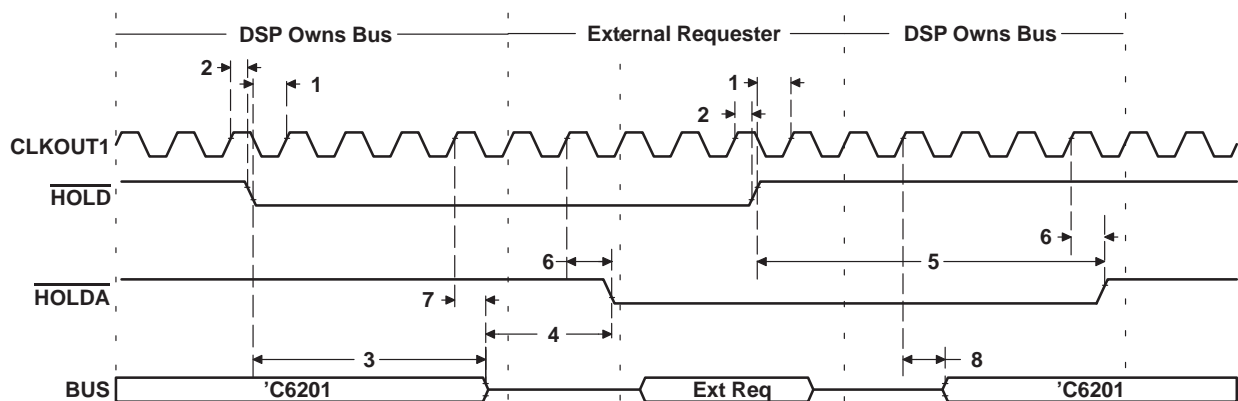 DSP Owns Bus External Requester DSP Owns Bus
2 1 1 2
CLKOUT1
HOLD
6 6 5
HOLDA
7 4
3 8
BUS 'C6201 Ext Req 'C6201